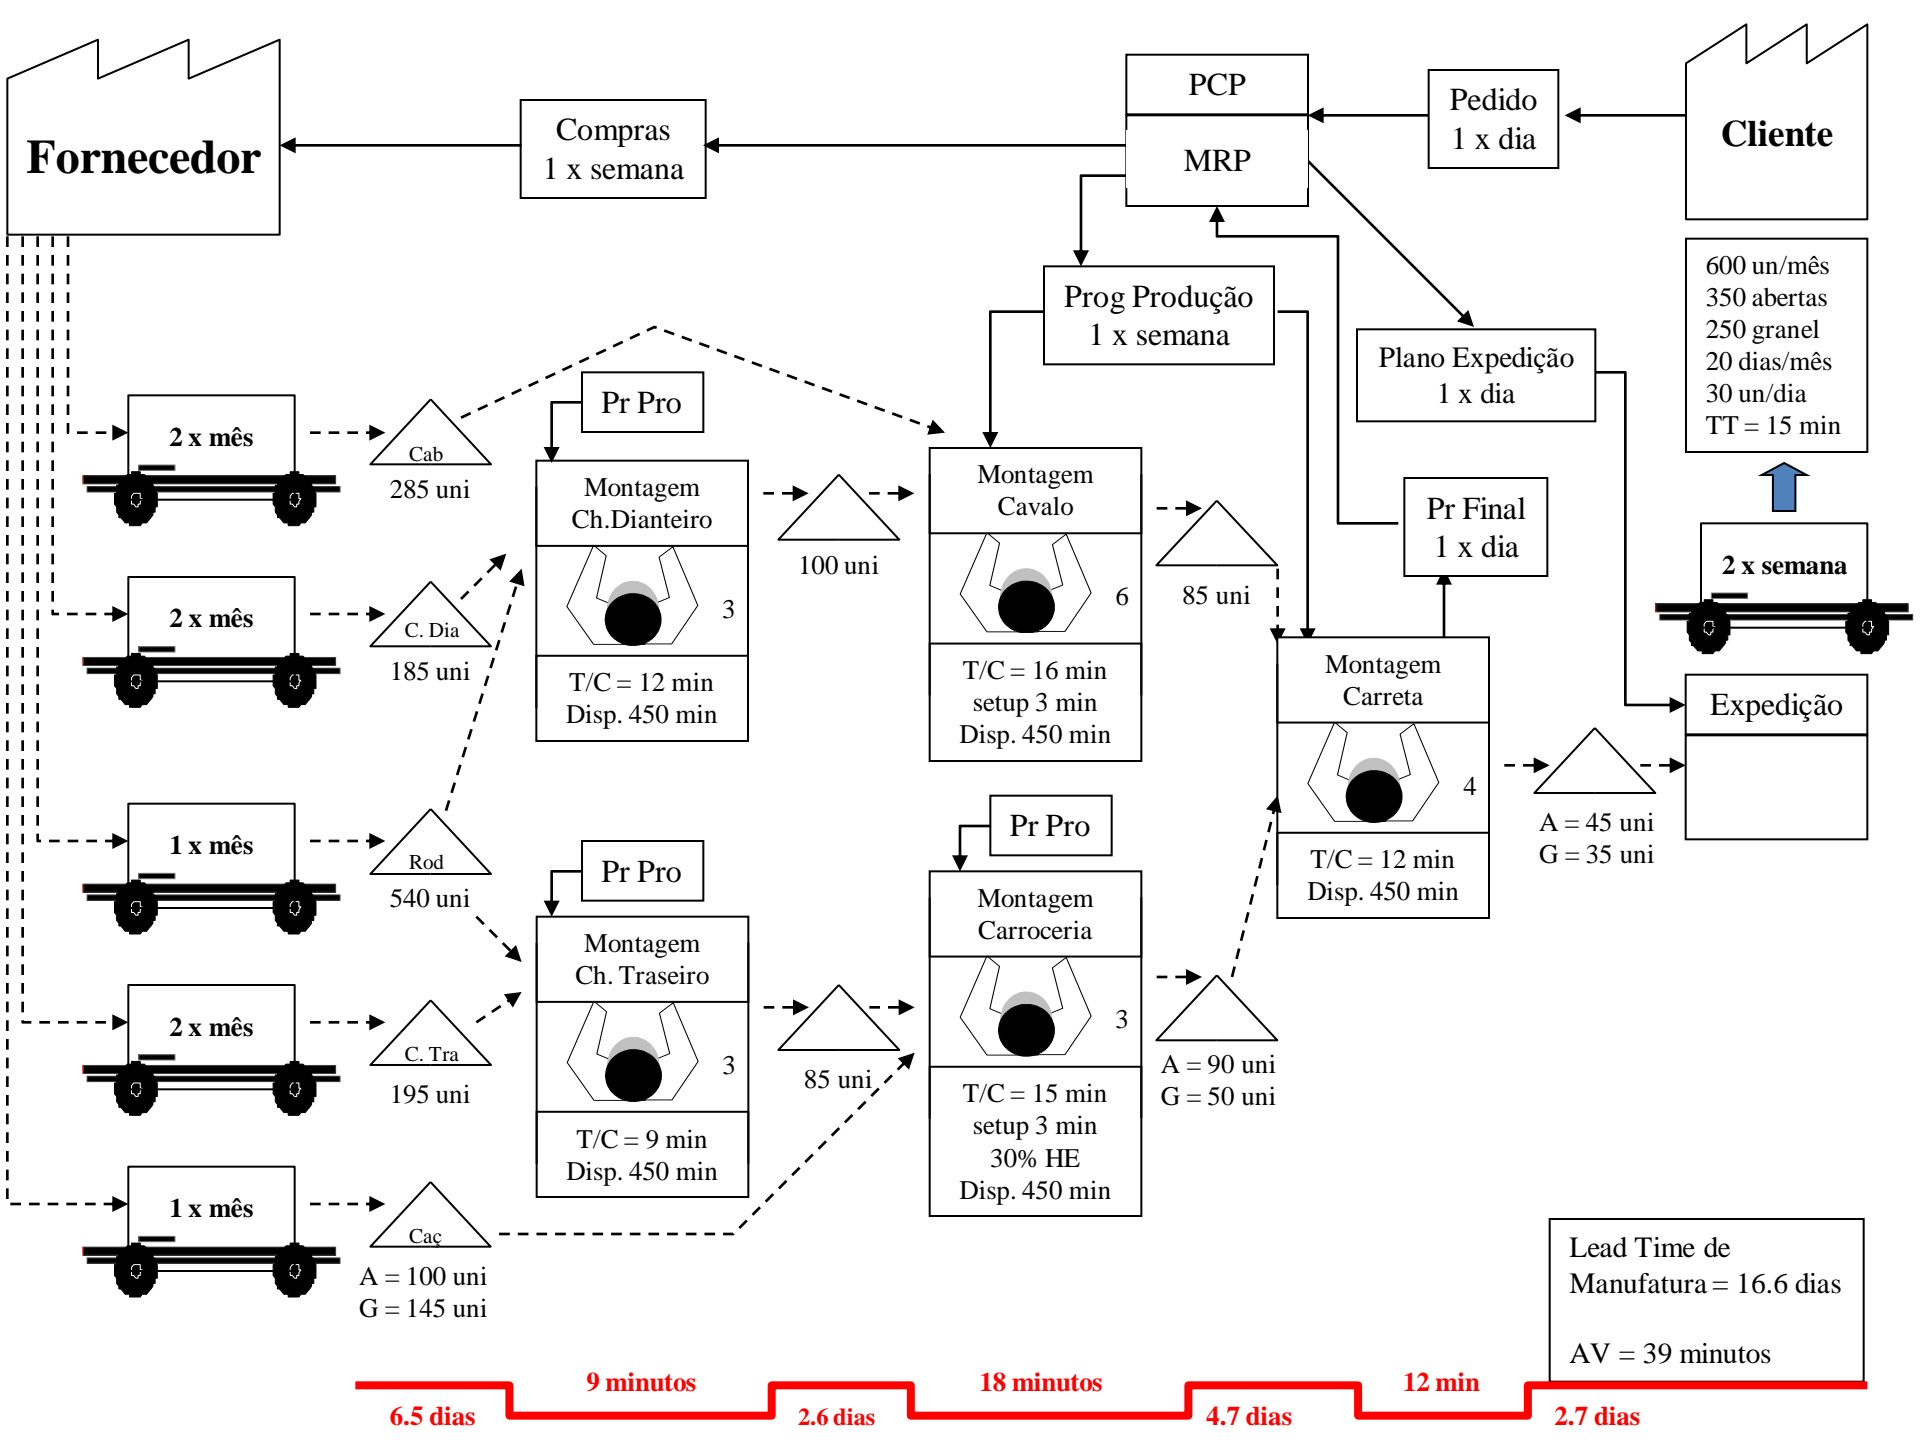 Fornecedor
Compras
1 x semana
PCP
MRP
Pedido
1 x dia
Cliente
600 un/mês
350 abertas
250 granel
20 dias/mês
30 un/dia
TT = 15 min
Prog Produção
1 x semana
Plano Expedição
1 x dia
2 x mês
Cab
285 uni
Pr Pro
Montagem
Ch.Dianteiro
3
T/C = 12 min
Disp. 450 min
100 uni
Montagem
Cavalo
6
T/C = 16 min
setup 3 min
Disp. 450 min
85 uni
Pr Final
1 x dia
2 x semana
2 x mês
C. Dia
185 uni
Montagem
Carreta
4
T/C = 12 min
Disp. 450 min
Expedição
A = 45 uni
G = 35 uni
1 x mês
Rod
540 uni
Pr Pro
Montagem
Ch. Traseiro
3
T/C = 9 min
Disp. 450 min
85 uni
Pr Pro
Montagem
Carroceria
3
T/C = 15 min
setup 3 min
30% HE
Disp. 450 min
A = 90 uni
G = 50 uni
2 x mês
C. Tra
195 uni
1 x mês
Caç
A = 100 uni
G = 145 uni
Lead Time de
Manufatura = 16.6 dias
AV = 39 minutos
9 minutos
18 minutos
12 min
6.5 dias
2.6 dias
4.7 dias
2.7 dias